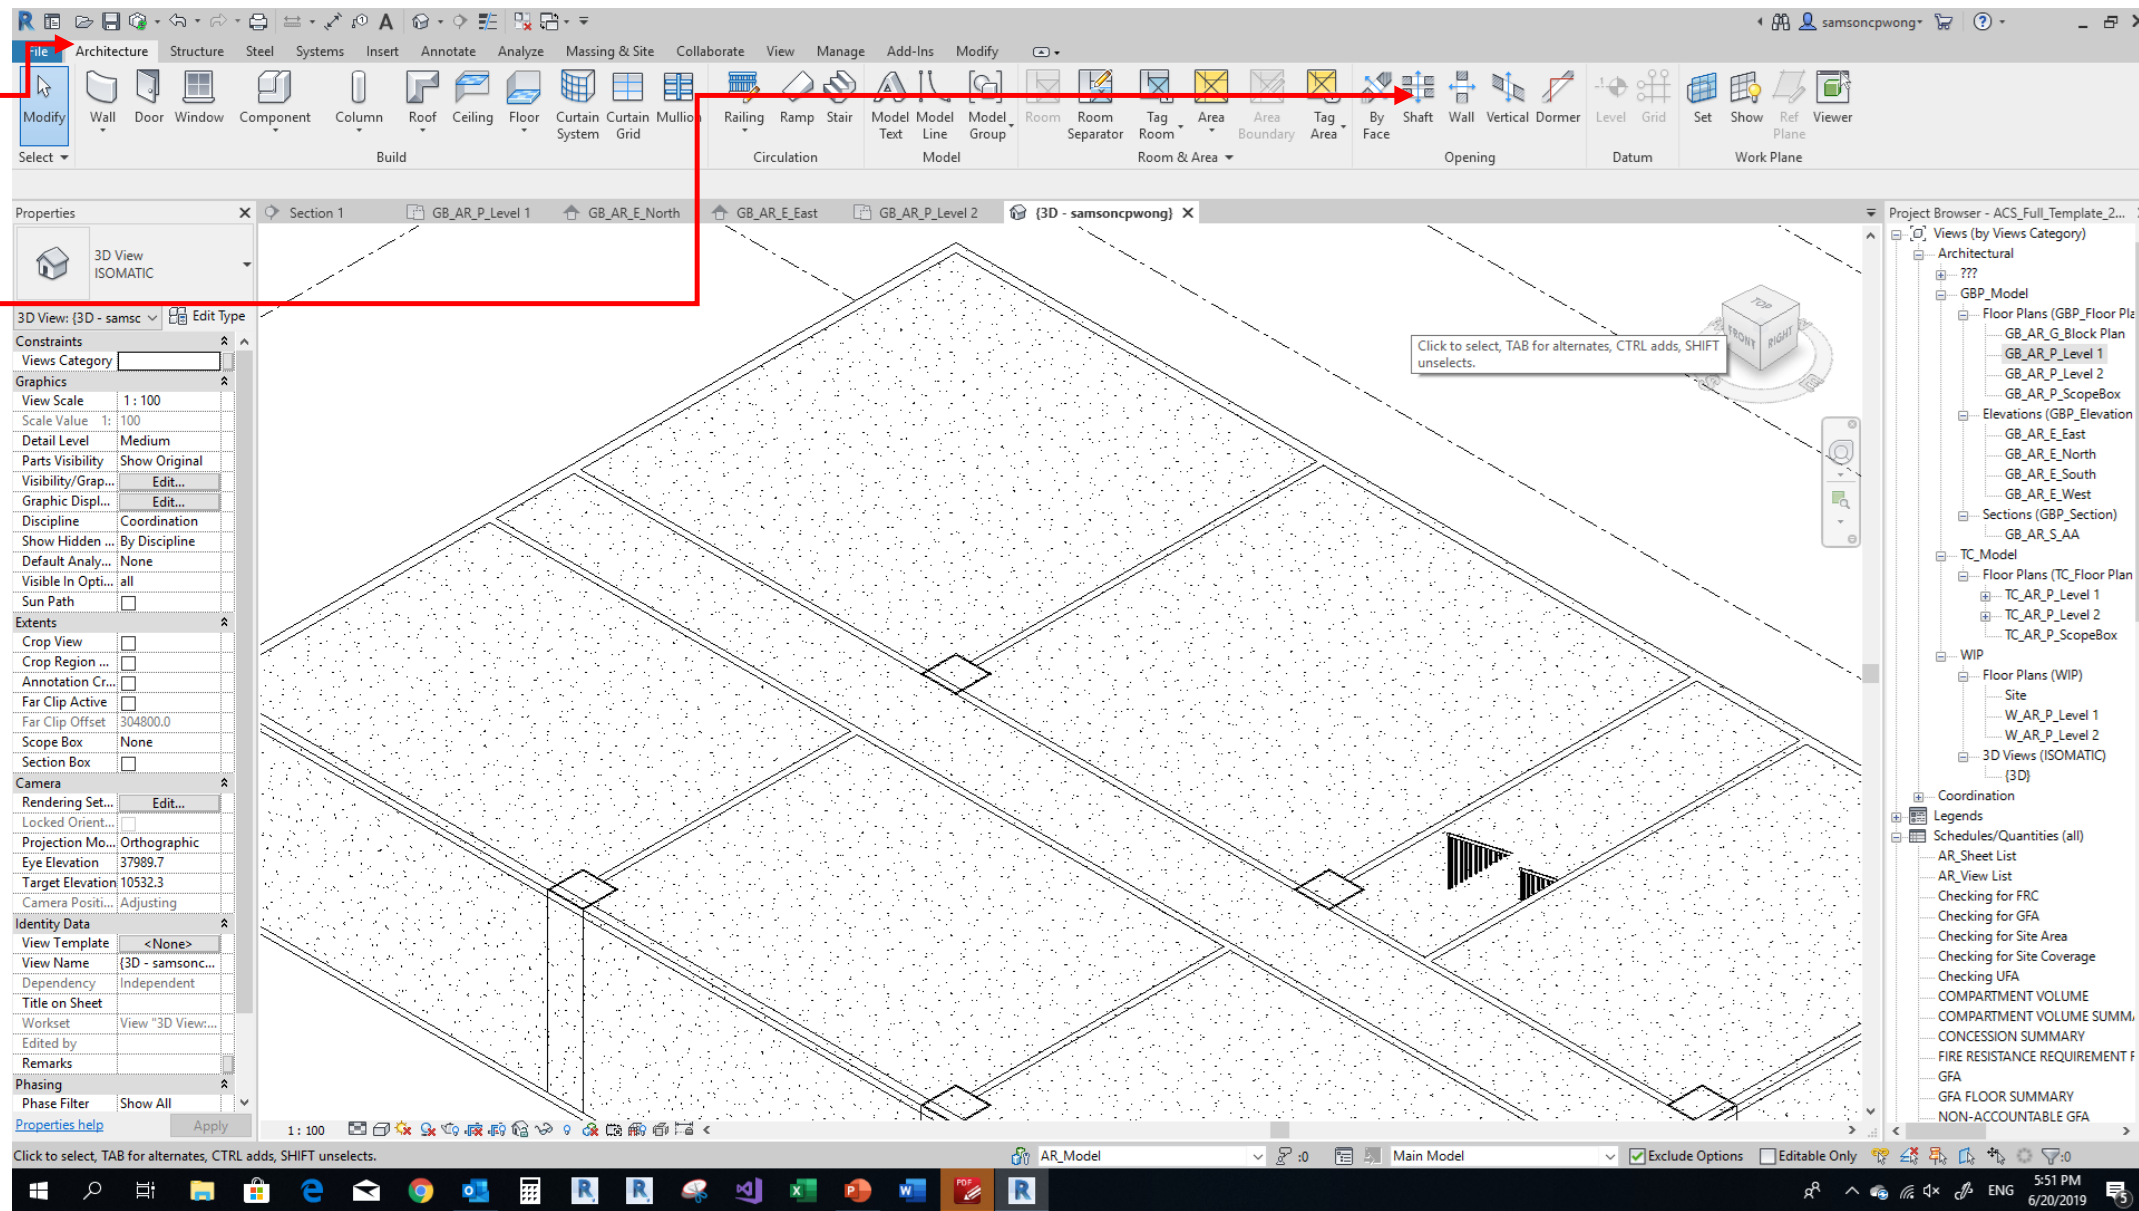 samsoncpwong
File Architecture Structure Steel Systems Insert Annotate Analyze Massing & Site Collaborate View Manage Add-Ins Modify
Modify Wall Door Window Component Column Roof Ceiling Floor Curtain System Curtain Grid Mullion Railing Ramp Stair Model Text Model Line Model Group Room Room Separator Tag Room Area Area Boundary Tag Area By Face Shaft Wall Vertical Dormer Level Grid Set Show Ref Plane Viewer
Select Build Circulation Model Room & Area Opening Datum Work Plane
Properties
Section 1 GB_AR_P_Level 1 GB_AR_E_North GB_AR_E_East GB_AR_P_Level 2 {3D - samsoncpwong}
3D View
ISOMATIC
3D View: {3D - samsc Edit Type
Constraints
Views Category
Graphics
View Scale 1 : 100
Scale Value 1: 100
Detail Level Medium
Parts Visibility Show Original
Visibility/Grap... Edit...
Graphic Displ... Edit...
Discipline Coordination
Show Hidden ... By Discipline
Default Analy... None
Visible In Opti... all
Sun Path
Extents
Crop View
Crop Region ...
Annotation Cr...
Far Clip Active
Far Clip Offset 304800.0
Scope Box None
Section Box
Camera
Rendering Set... Edit...
Locked Orient...
Projection Mo... Orthographic
Eye Elevation 37989.7
Target Elevation 10532.3
Camera Positi... Adjusting
Identity Data
View Template <None>
View Name {3D - samsonc...
Dependency Independent
Title on Sheet
Workset View "3D View:...
Edited by
Remarks
Phasing
Phase Filter Show All
Properties help Apply
TOP
FRONT RIGHT
S E
Click to select, TAB for alternates, CTRL adds, SHIFT
unselects.
Project Browser - ACS_Full_Template_2...
Views (by Views Category)
Architectural
???
GBP_Model
Floor Plans (GBP_Floor Pla
GB_AR_G_Block Plan
GB_AR_P_Level 1
GB_AR_P_Level 2
GB_AR_P_ScopeBox
Elevations (GBP_Elevation
GB_AR_E_East
GB_AR_E_North
GB_AR_E_South
GB_AR_E_West
Sections (GBP_Section)
GB_AR_S_AA
TC_Model
Floor Plans (TC_Floor Plan
TC_AR_P_Level 1
TC_AR_P_Level 2
TC_AR_P_ScopeBox
WIP
Floor Plans (WIP)
Site
W_AR_P_Level 1
W_AR_P_Level 2
3D Views (ISOMATIC)
{3D}
Coordination
Legends
Schedules/Quantities (all)
AR_Sheet List
AR_View List
Checking for FRC
Checking for GFA
Checking for Site Area
Checking for Site Coverage
Checking UFA
COMPARTMENT VOLUME
COMPARTMENT VOLUME SUMM
CONCESSION SUMMARY
FIRE RESISTANCE REQUIREMENT F
GFA
GFA FLOOR SUMMARY
NON-ACCOUNTABLE GFA
1 : 100
Click to select, TAB for alternates, CTRL adds, SHIFT unselects. AR_Model :0 Main Model Exclude Options Editable Only :0
ENG 5:51 PM
6/20/2019